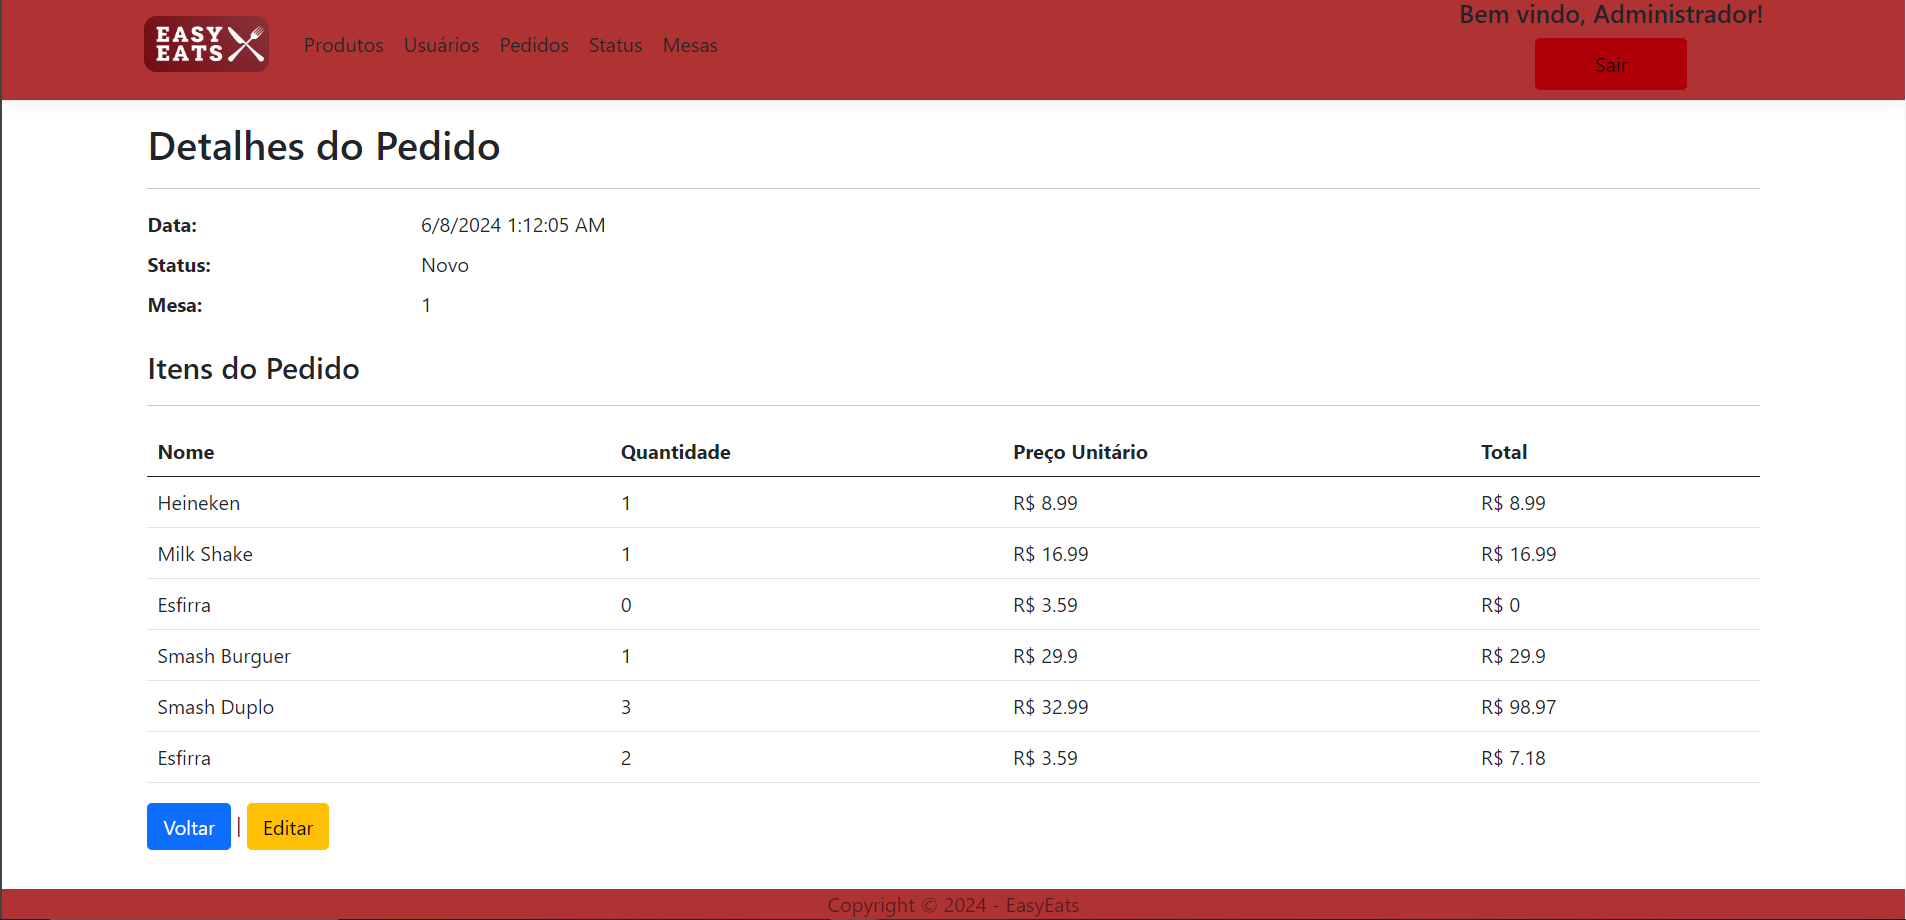 EASY
EATS
Produtos Usuários Pedidos Status Mesas
Bem vindo, Administrador!
Sair
Detalhes do Pedido
Data: 6/8/2024 1:12:05 AM
Status: Novo
Mesa: 1
Itens do Pedido
Nome Quantidade Preço Unitário Total
Heineken 1 R$ 8.99 R$ 8.99
Milk Shake 1 R$ 16.99 R$ 16.99
Esfirra 0 R$ 3.59 R$ 0
Smash Burguer 1 R$ 29.9 R$ 29.9
Smash Duplo 3 R$ 32.99 R$ 98.97
Esfirra 2 R$ 3.59 R$ 7.18
Voltar | Editar
Copyright © 2024 - EasyEats